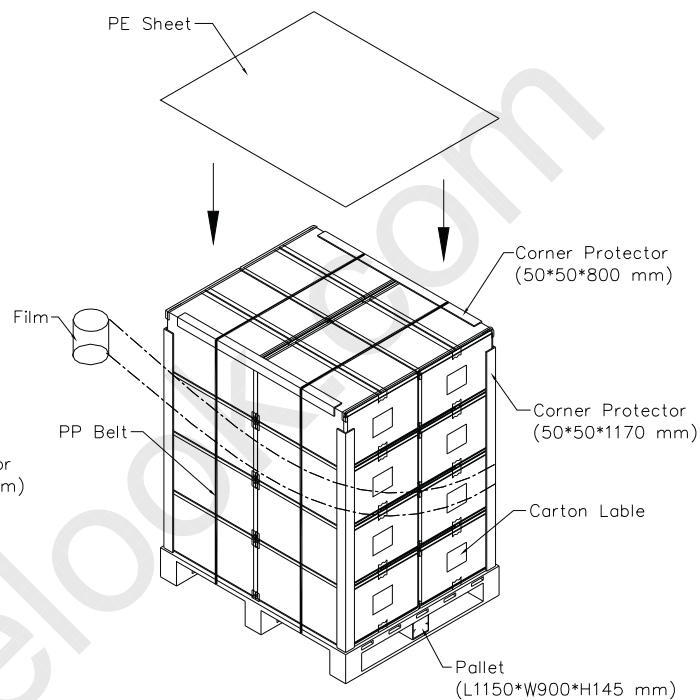 PE Sheet
Corner Protector
(50*50*800 mm)
Film
Corner Protector
(50*50*1170 mm)
PP Belt
Carton Lable
Pallet
(L1150*W900*H145 mm)